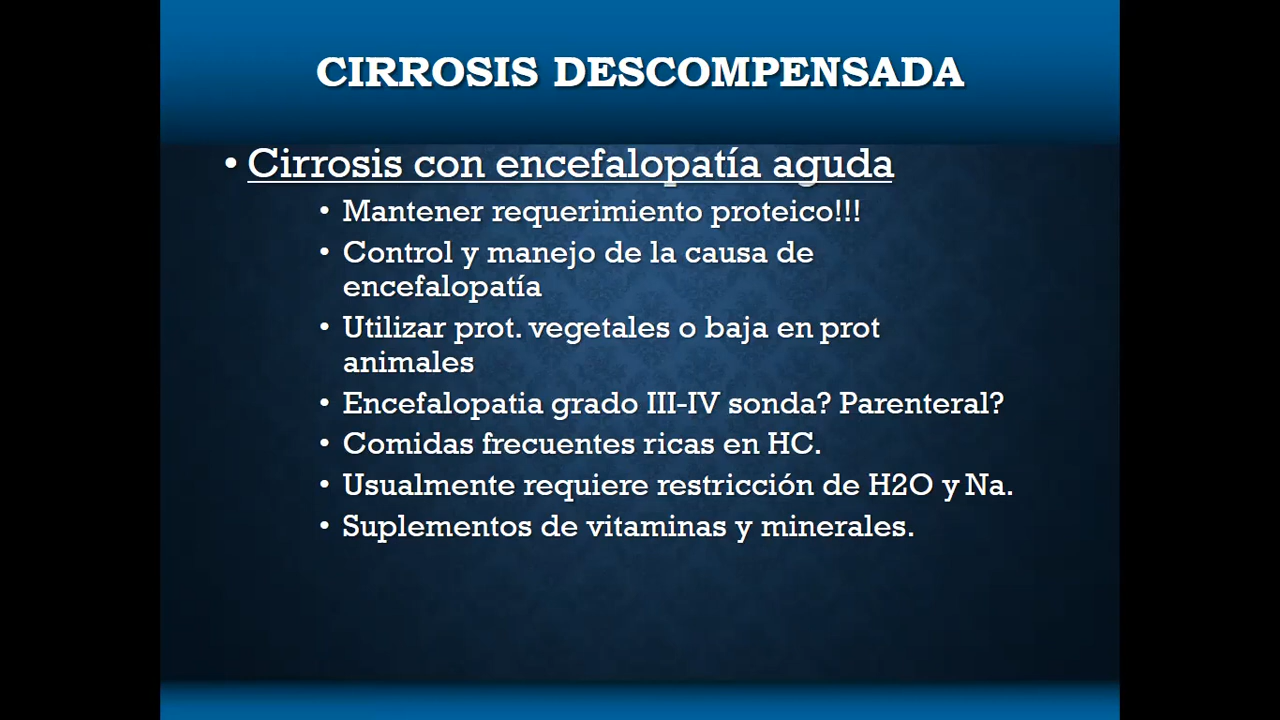 CIRROSIS DESCOMPENSADA
• Cirrosis con encefalopatía aguda
• Mantener requerimiento proteico!!!
• Control y manejo de la causa de
encefalopatía
• Utilizar prot. vegetales o baja en prot
animales
• Encefalopatia grado III-IV sonda? Parenteral?
• Comidas frecuentes ricas en HC.
• Usualmente requiere restricción de H2O y Na.
• Suplementos de vitaminas y minerales.